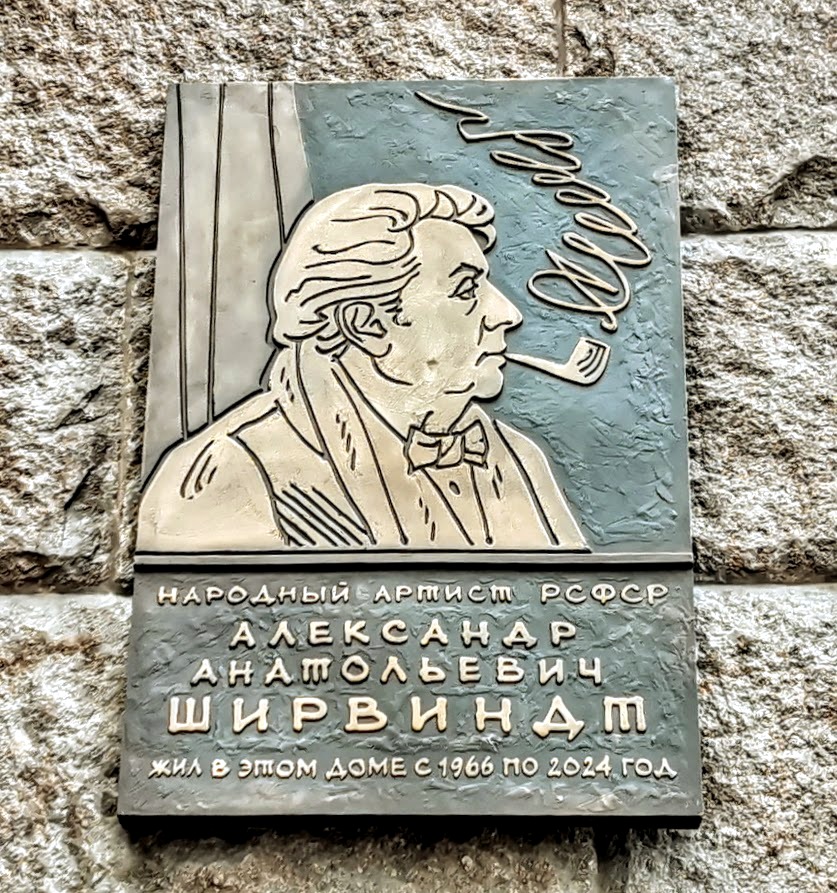 НАРОДНЫЙ АРТИСТ РСФСР
АЛЕКСАНДР
АНАТОЛЬЕВИЧ
ШИРВИНДТ
ЖИЛ В ЭТОМ ДОМЕ С 1966 ПО 2024 ГОД